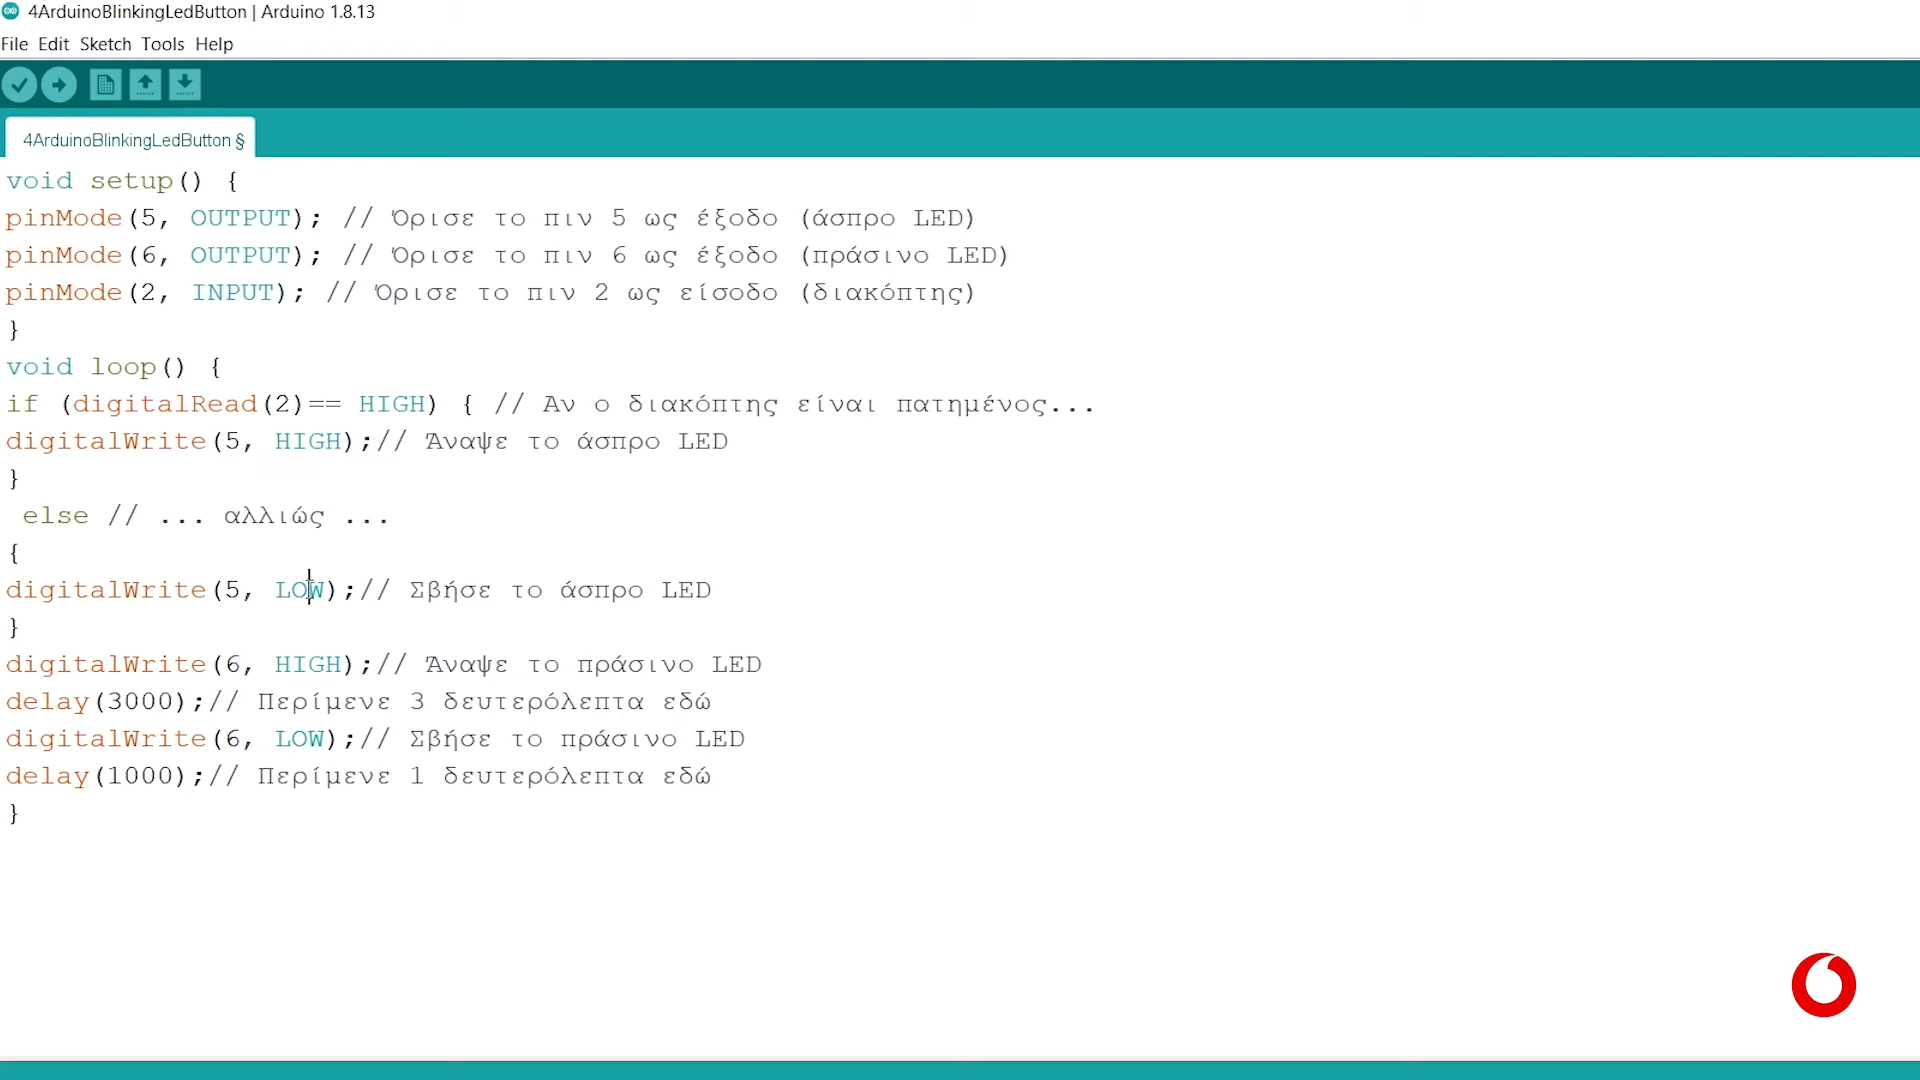 4ArduinoBlinkingLedButton | Arduino 1.8.13
File Edit Sketch Tools Help
4ArduinoBlinkingLedButton §
void setup() {
pinMode(5, OUTPUT); // Όρισε το πιν 5 ως έξοδο (άσπρο LED)
pinMode(6, OUTPUT); // Όρισε το πιν 6 ως έξοδο (πράσινο LED)
pinMode(2, INPUT); // Όρισε το πιν 2 ως είσοδο (διακόπτης)
}
void loop() {
if (digitalRead(2)== HIGH) { // Αν ο διακόπτης είναι πατημένος...
digitalWrite(5, HIGH);// Άναψε το άσπρο LED
}
else // ... αλλιώς ...
{
digitalWrite(5, LOW);// Σβήσε το άσπρο LED
}
digitalWrite(6, HIGH);// Άναψε το πράσινο LED
delay(3000);// Περίμενε 3 δευτερόλεπτα εδώ
digitalWrite(6, LOW);// Σβήσε το πράσινο LED
delay(1000);// Περίμενε 1 δευτερόλεπτα εδώ
}